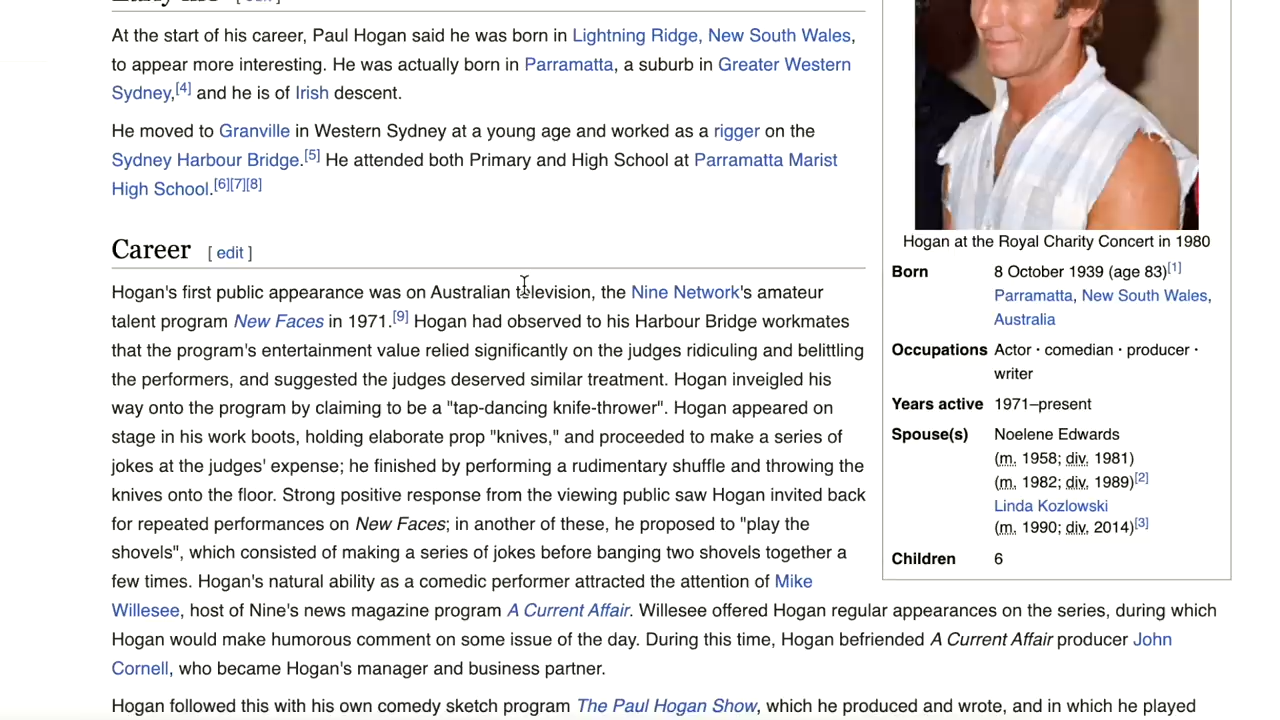 [ edit ]
At the start of his career, Paul Hogan said he was born in Lightning Ridge, New South Wales,
to appear more interesting. He was actually born in Parramatta, a suburb in Greater Western
Sydney,[4] and he is of Irish descent.
He moved to Granville in Western Sydney at a young age and worked as a rigger on the
Sydney Harbour Bridge.[5] He attended both Primary and High School at Parramatta Marist
High School.[6][7][8]
Career [ edit ]
Hogan's first public appearance was on Australian television, the Nine Network's amateur
talent program New Faces in 1971.[9] Hogan had observed to his Harbour Bridge workmates
that the program's entertainment value relied significantly on the judges ridiculing and belittling
the performers, and suggested the judges deserved similar treatment. Hogan inveigled his
way onto the program by claiming to be a "tap-dancing knife-thrower". Hogan appeared on
stage in his work boots, holding elaborate prop "knives," and proceeded to make a series of
jokes at the judges' expense; he finished by performing a rudimentary shuffle and throwing the
knives onto the floor. Strong positive response from the viewing public saw Hogan invited back
for repeated performances on New Faces; in another of these, he proposed to "play the
shovels", which consisted of making a series of jokes before banging two shovels together a
few times. Hogan's natural ability as a comedic performer attracted the attention of Mike
Willesee, host of Nine's news magazine program A Current Affair. Willesee offered Hogan regular appearances on the series, during which
Hogan would make humorous comment on some issue of the day. During this time, Hogan befriended A Current Affair producer John
Cornell, who became Hogan's manager and business partner.
Hogan followed this with his own comedy sketch program The Paul Hogan Show, which he produced and wrote, and in which he played
Hogan at the Royal Charity Concert in 1980
Born 8 October 1939 (age 83)[1]
Parramatta, New South Wales,
Australia
Occupations Actor · comedian · producer ·
writer
Years active 1971–present
Spouse(s) Noelene Edwards
(m. 1958; div. 1981)
(m. 1982; div. 1989)[2]
Linda Kozlowski
(m. 1990; div. 2014)[3]
Children 6